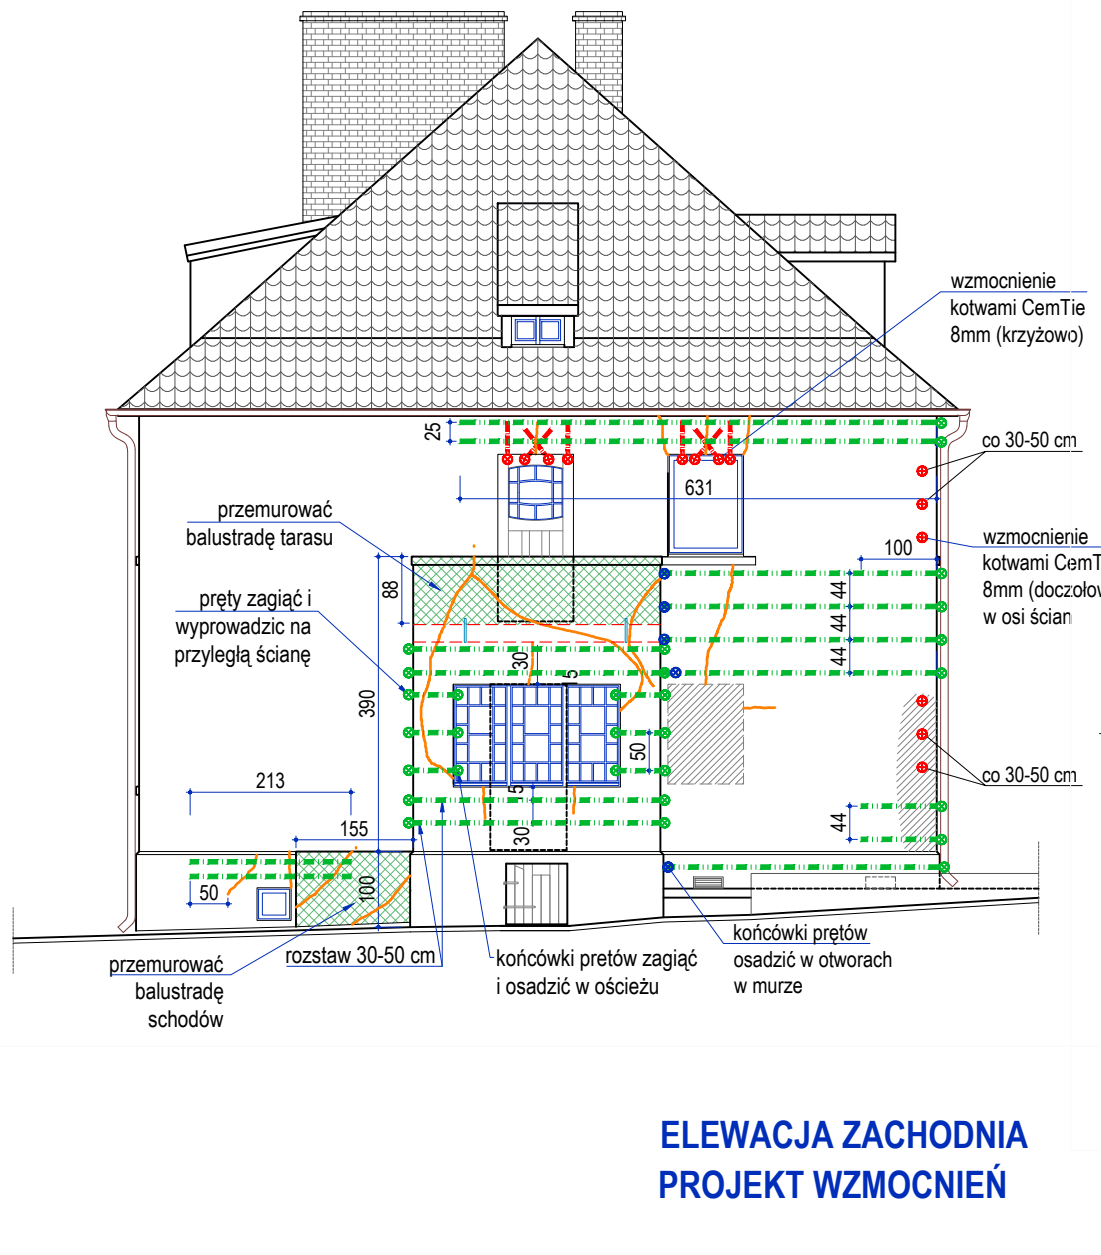 wzmocnienie
kotwami CemTie
8mm (krzyżowo)
25
co 30-50 cm
631
przemurować
balustradę tarasu
wzmocnienie
kotwami CemT
8mm (doczołow
w osi ścian
100
88
44
44
44
pręty zagiąć i
wyprowadzic na
przyległą ścianę
30
15
390
50
co 30-50 cm
213
15
44
155
30
50
100
przemurować
balustradę
schodów
rozstaw 30-50 cm
końcówki pretów zagiąć
i osadzić w ościeżu
końcówki prętów
osadzić w otworach
w murze
ELEWACJA ZACHODNIA
PROJEKT WZMOCNIEŃ